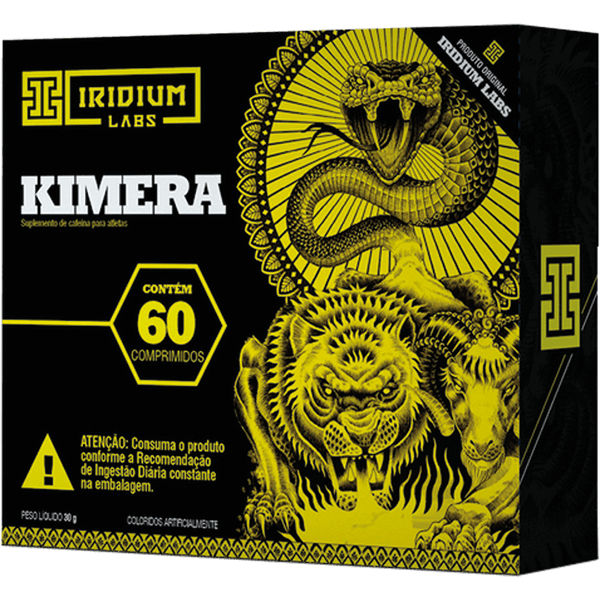 IRIDIUM
LABS
PRODUTO ORIGINAL
IRIDIUM LABS
KIMERA
Suplemento de cafeína para atletas
CONTÉM
60
COMPRIMIDOS
ATENÇÃO: Consuma o produto
conforme a Recomendação
de Ingestão Diária constante
na embalagem.
PESO LÍQUIDO 30 g
COLORIDOS ARTIFICIALMENTE